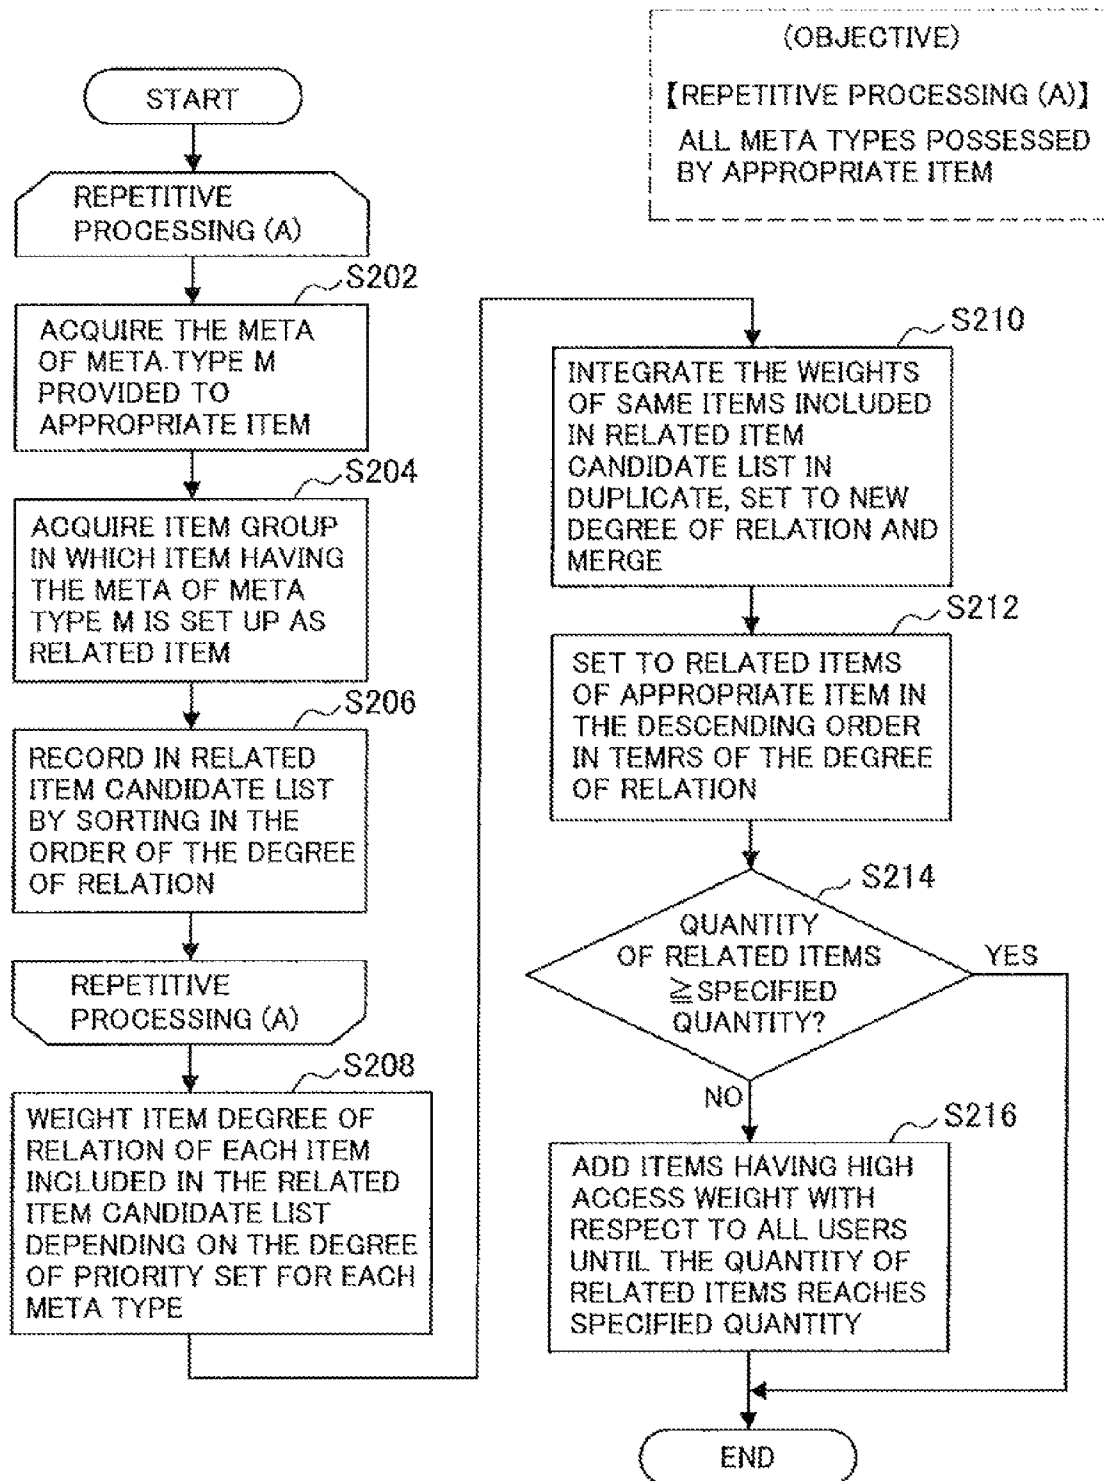 (OBJECTIVE)
【REPETITIVE PROCESSING (A)】
ALL META TYPES POSSESSED
BY APPROPRIATE ITEM
START
REPETITIVE
PROCESSING (A)
S202
ACQUIRE THE META
OF META TYPE M
PROVIDED TO
APPROPRIATE ITEM
S204
ACQUIRE ITEM GROUP
IN WHICH ITEM HAVING
THE META OF META
TYPE M IS SET UP AS
RELATED ITEM
S206
RECORD IN RELATED
ITEM CANDIDATE LIST
BY SORTING IN THE
ORDER OF THE DEGREE
OF RELATION
REPETITIVE
PROCESSING (A)
S208
WEIGHT ITEM DEGREE OF
RELATION OF EACH ITEM
INCLUDED IN THE RELATED
ITEM CANDIDATE LIST
DEPENDING ON THE DEGREE
OF PRIORITY SET FOR EACH
META TYPE
S210
INTEGRATE THE WEIGHTS
OF SAME ITEMS INCLUDED
IN RELATED ITEM
CANDIDATE LIST IN
DUPLICATE, SET TO NEW
DEGREE OF RELATION AND
MERGE
S212
SET TO RELATED ITEMS
OF APPROPRIATE ITEM IN
THE DESCENDING ORDER
IN TEMRS OF THE DEGREE
OF RELATION
S214
QUANTITY
OF RELATED ITEMS
≧SPECIFIED
QUANTITY?
YES
NO
S216
ADD ITEMS HAVING HIGH
ACCESS WEIGHT WITH
RESPECT TO ALL USERS
UNTIL THE QUANTITY OF
RELATED ITEMS REACHES
SPECIFIED QUANTITY
END